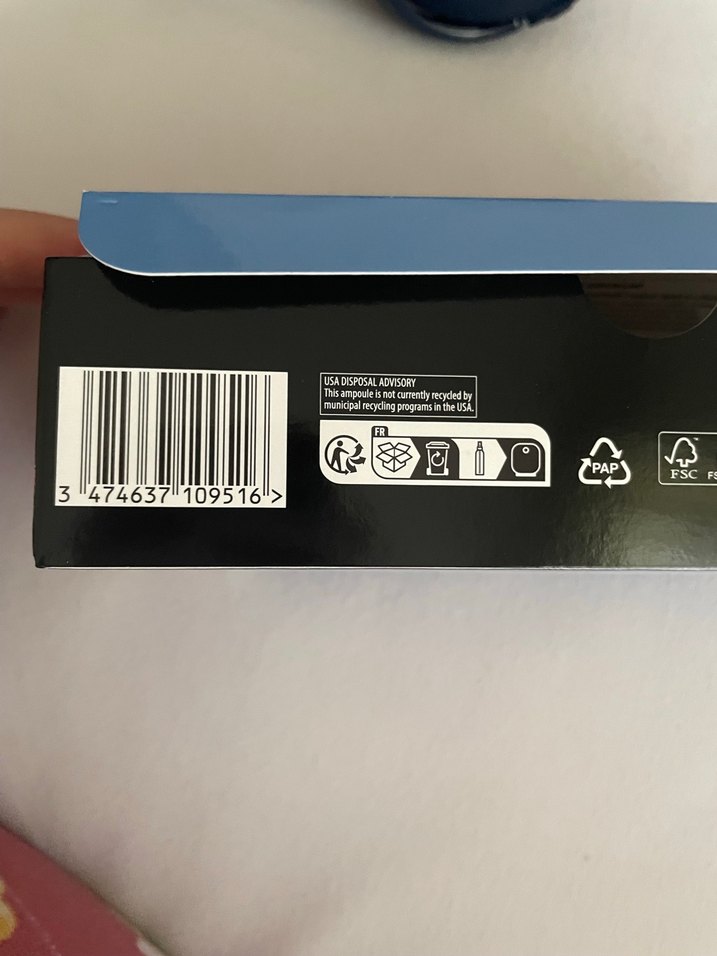 USA DISPOSAL ADVISORY
This ampoule is not currently recycled by
municipal recycling programs in the USA.
FR
PAP
FSC
FS
3 474637 109516 >